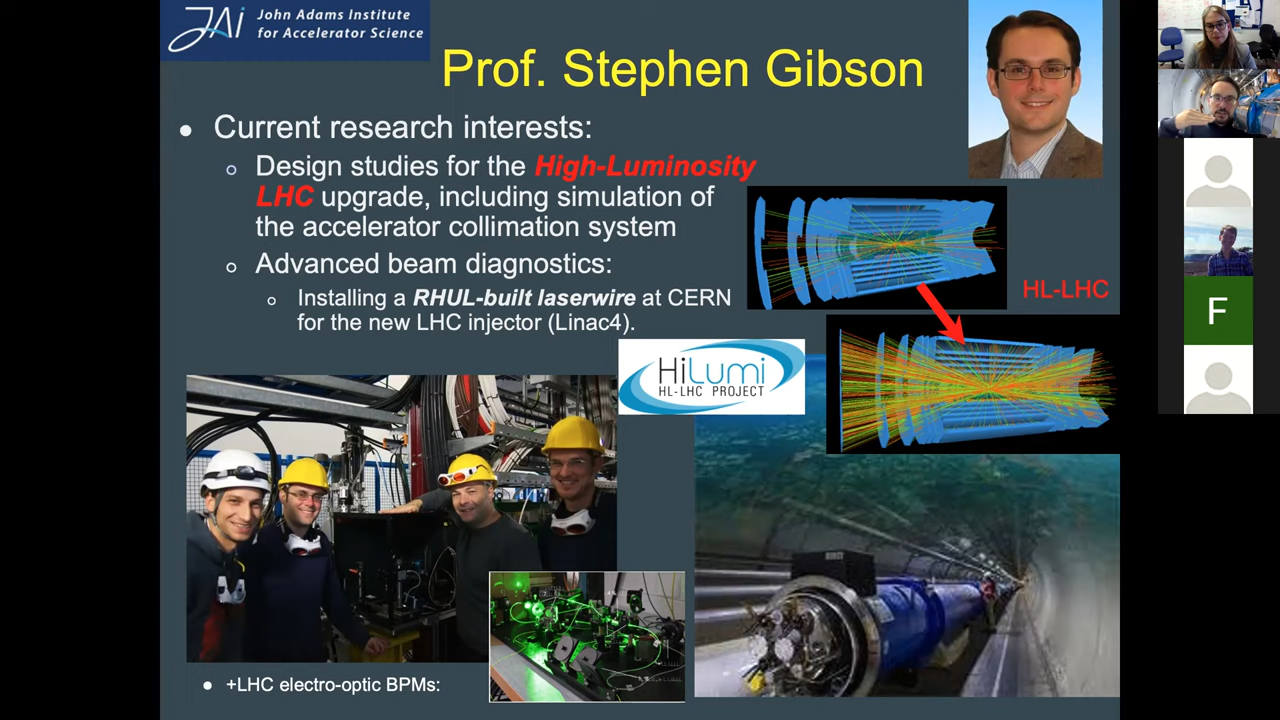 John Adams Institute
for Accelerator Science
JAi
Prof. Stephen Gibson
● Current research interests:
○ Design studies for the High-Luminosity
LHC upgrade, including simulation of
the accelerator collimation system
○ Advanced beam diagnostics:
○ Installing a RHUL-built laserwire at CERN
for the new LHC injector (Linac4).
HL-LHC
HiLumi
HL-LHC PROJECT
F
● +LHC electro-optic BPMs: